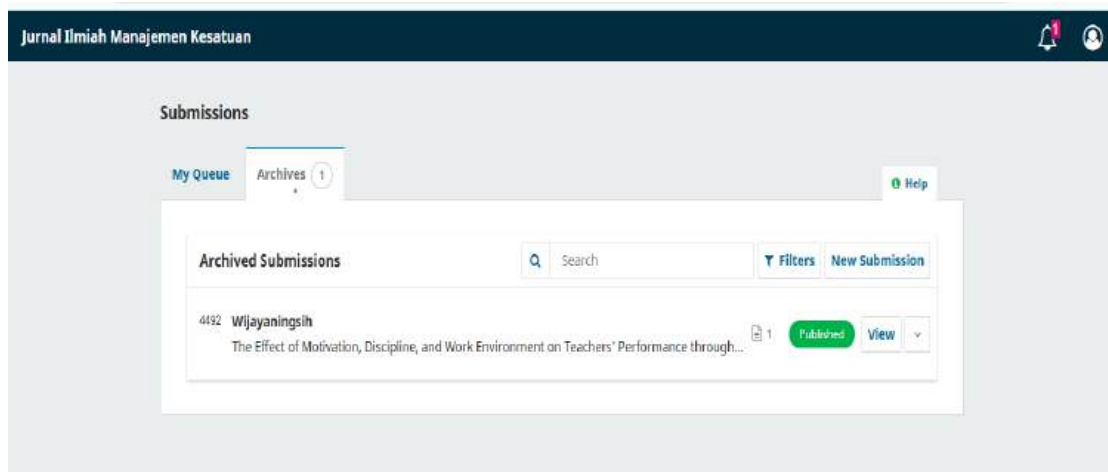 Jurnal Ilmiah Manajemen Kesatuan
1
Submissions
My Queue
Archives 1
Help
Archived Submissions
Search
Filters
New Submission
4492 Wijayaningsih
The Effect of Motivation, Discipline, and Work Environment on Teachers' Performance through...
1
Published
View